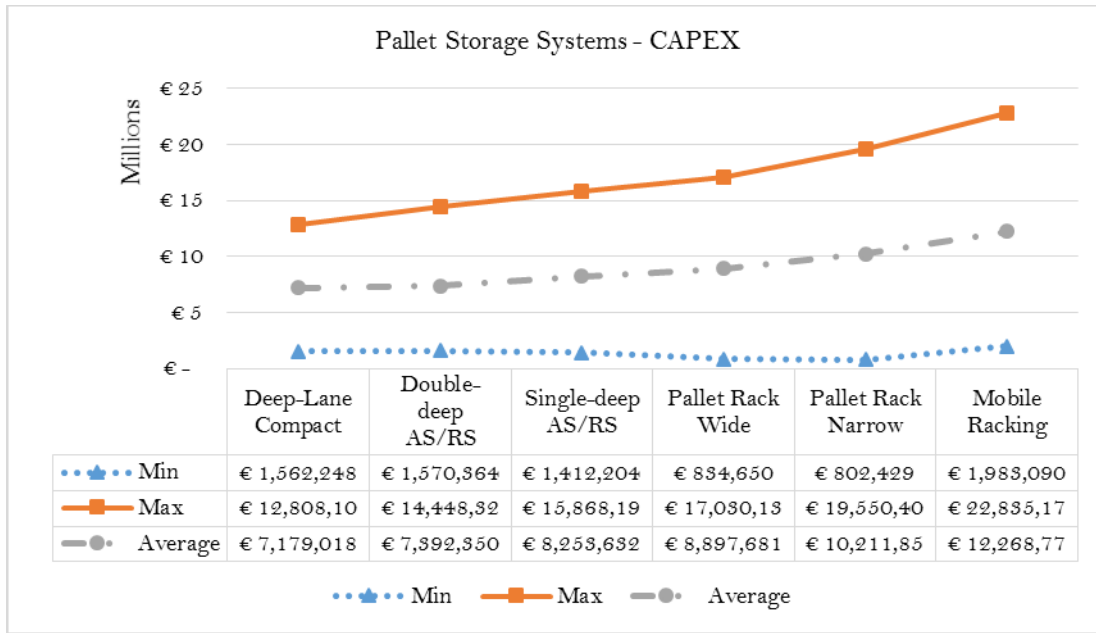 Pallet Storage Systems - CAPEX
Millions
€ 25
€ 20
€ 15
€ 10
€ 5
€ -
Deep-Lane Compact
Double-deep AS/RS
Single-deep AS/RS
Pallet Rack Wide
Pallet Rack Narrow
Mobile Racking
Min € 1,562,248 € 1,570,364 € 1,412,204 € 834,650 € 802,429 € 1,983,090
Max € 12,808,10 € 14,448,32 € 15,868,19 € 17,030,13 € 19,550,40 € 22,835,17
Average € 7,179,018 € 7,392,350 € 8,253,632 € 8,897,681 € 10,211,85 € 12,268,77
Min Max Average